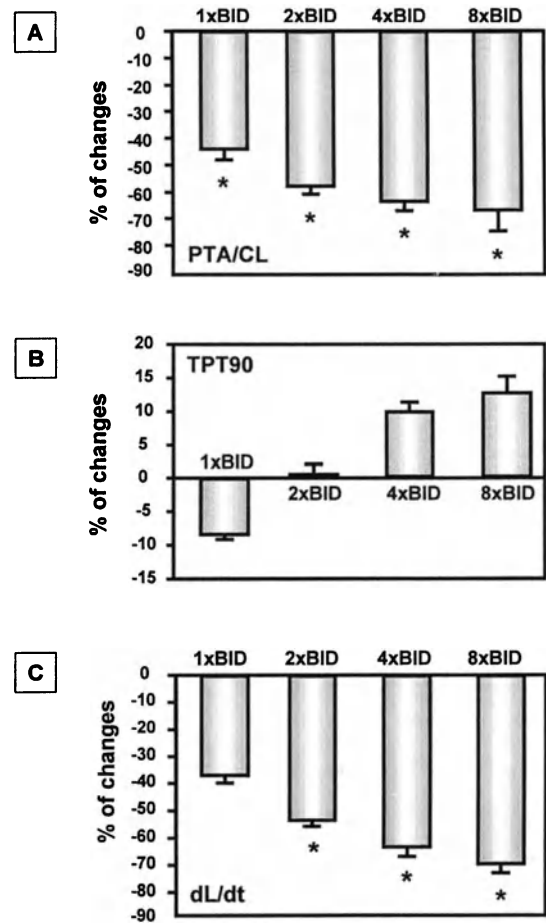 A
1xBID 2xBID 4xBID 8xBID
% of changes
0
-10
-20
-30
-40
-50
-60
-70
-80
-90
* * * *
PTA/CL
B
% of changes
20
15
10
5
0
-5
-10
-15
TPT90
1xBID
2xBID 4xBID 8xBID
C
1xBID 2xBID 4xBID 8xBID
% of changes
0
-10
-20
-30
-40
-50
-60
-70
-80
-90
* * *
dL/dt